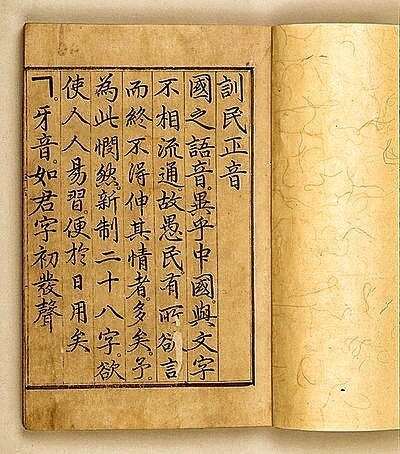 訓民正音
國之語音。異乎中國。與文字
不相流通故愚民有所欲言
而終不得伸其情者。多矣。予。
為此憫然。新制二十八字。欲
使人人易習。便於日用矣
ㄱ。牙音。如君字初發聲